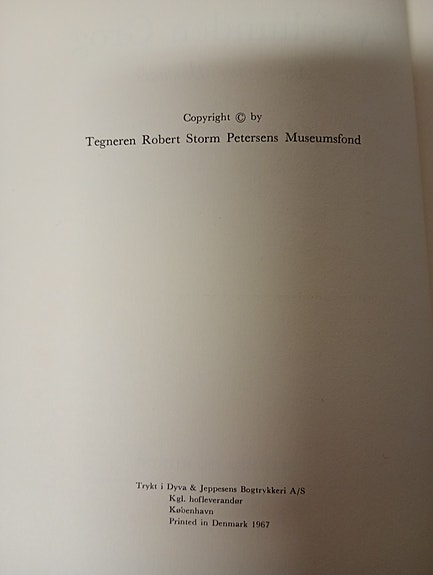 Copyright © by
Tegneren Robert Storm Petersens Museumsfond
Trykt i Dyva & Jeppesens Bogtrykkeri A/S
Kgl. hofleverandør
København
Printed in Denmark 1967